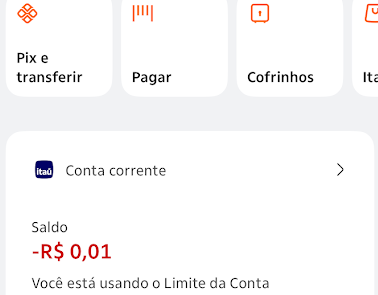 Pix e
transferir
Pagar
Cofrinhos
Ita
itaú
Conta corrente
Saldo
-R$ 0,01
Você está usando o Limite da Conta